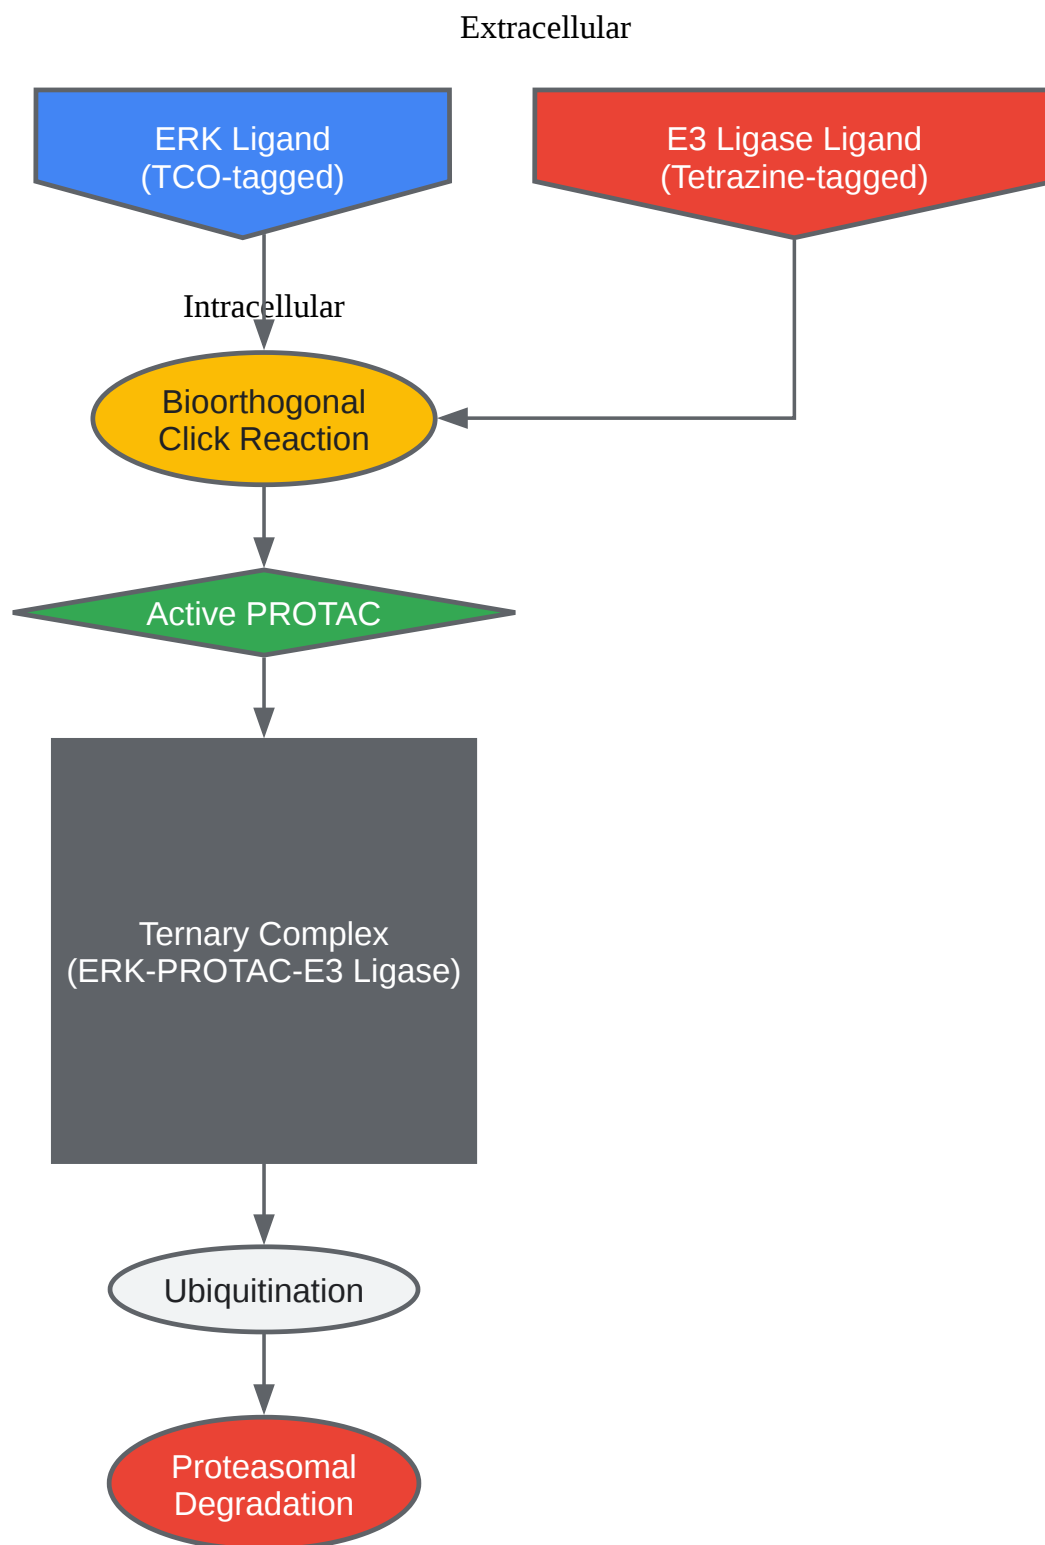 Extracellular
ERK Ligand
(TCO-tagged)
E3 Ligase Ligand
(Tetrazine-tagged)
Intracellular
Bioorthogonal
Click Reaction
Active PROTAC
Ternary Complex
(ERK-PROTAC-E3 Ligase)
Ubiquitination
Proteasomal
Degradation